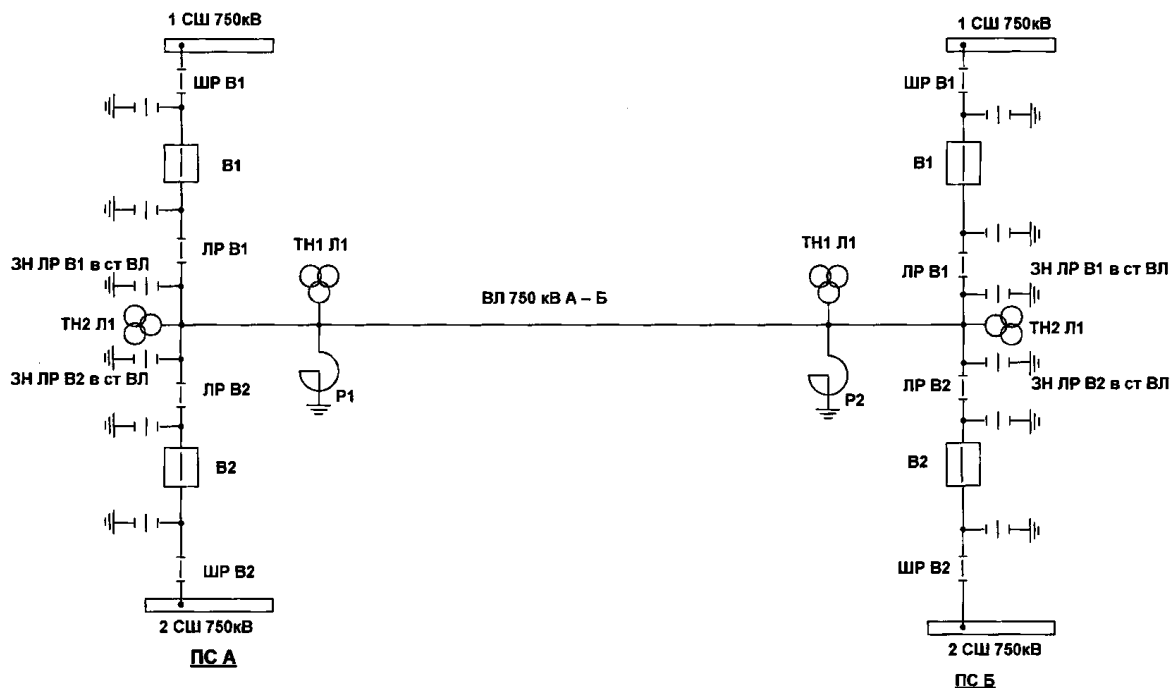 1 СШ 750кВ
1 СШ 750кВ
ШР В1
ШР В1
В1
В1
ЛР В1
ТН1 Л1
ТН1 Л1
ЛР В1
ЗН ЛР В1 в ст ВЛ
ЗН ЛР В1 в ст ВЛ
ВЛ 750 кВ А – Б
ТН2 Л1
ТН2 Л1
ЗН ЛР В2 в ст ВЛ
ЛР В2
Р1
Р2
ЛР В2
ЗН ЛР В2 в ст ВЛ
В2
В2
ШР В2
ШР В2
2 СШ 750кВ
2 СШ 750кВ
ПС А
ПС Б